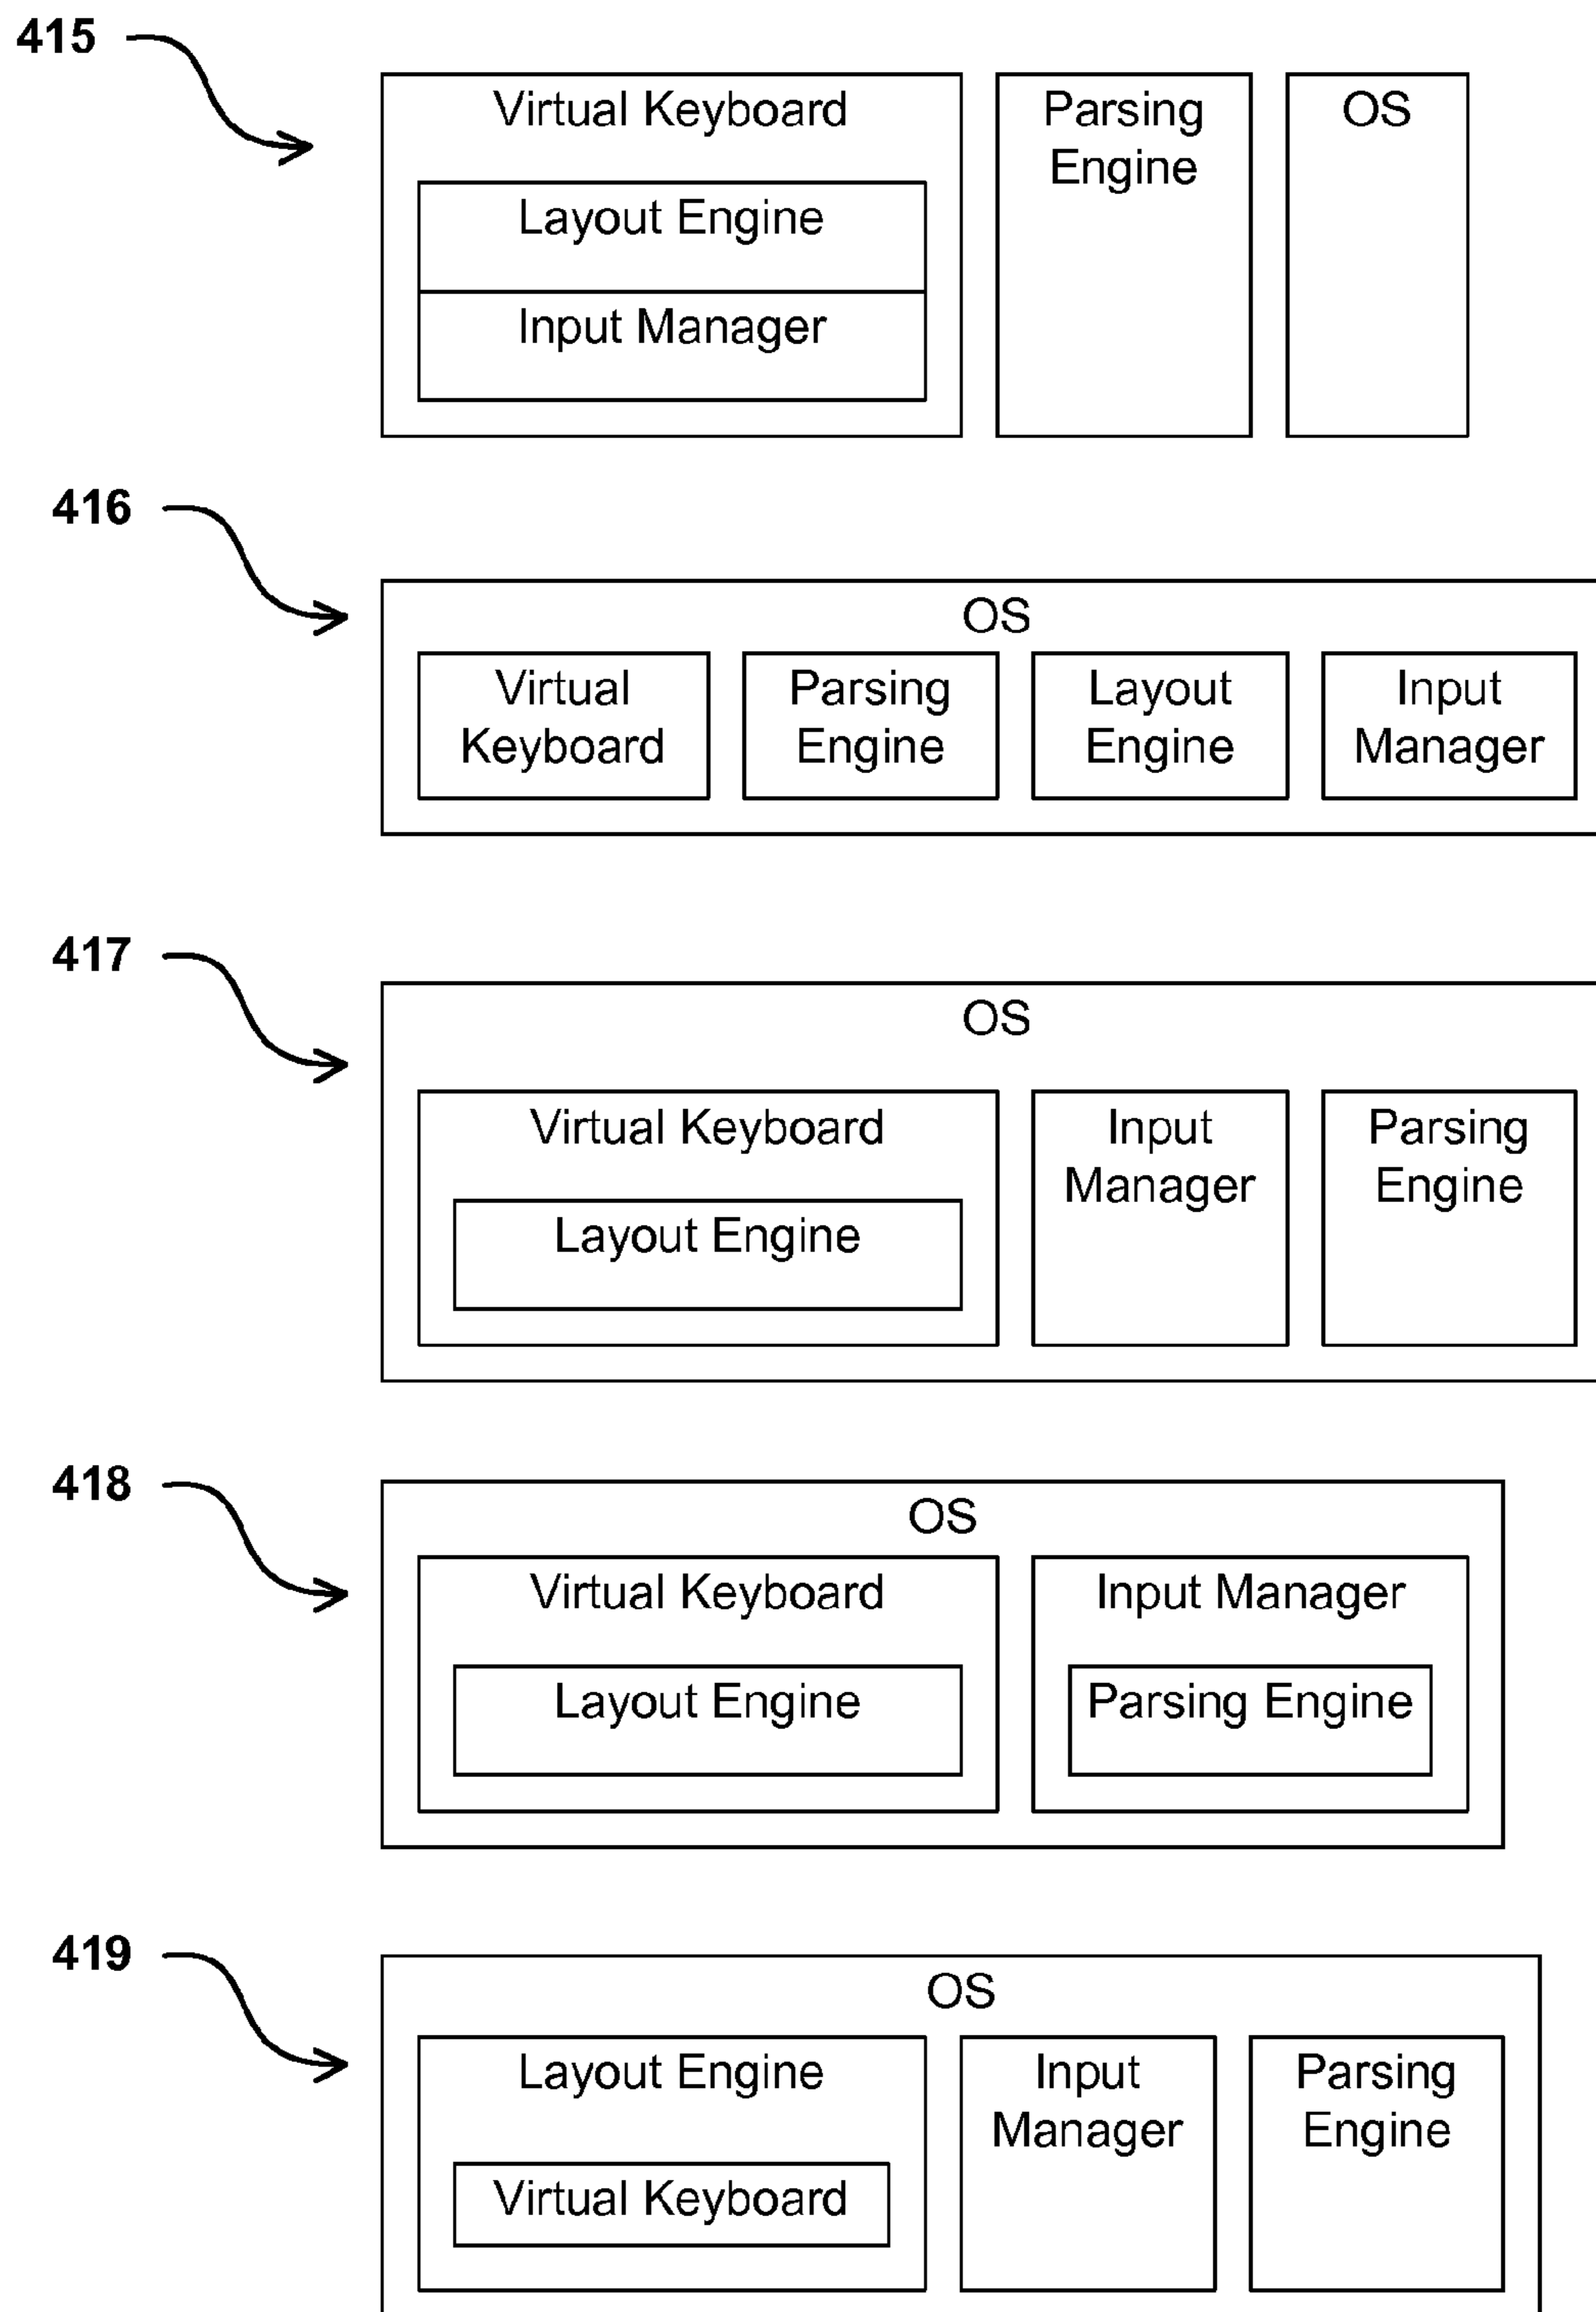 415
Virtual Keyboard
Layout Engine
Input Manager
Parsing
Engine
OS
416
OS
Virtual
Keyboard
Parsing
Engine
Layout
Engine
Input
Manager
417
OS
Virtual Keyboard
Layout Engine
Input
Manager
Parsing
Engine
418
OS
Virtual Keyboard
Layout Engine
Input Manager
Parsing Engine
419
OS
Layout Engine
Virtual Keyboard
Input
Manager
Parsing
Engine